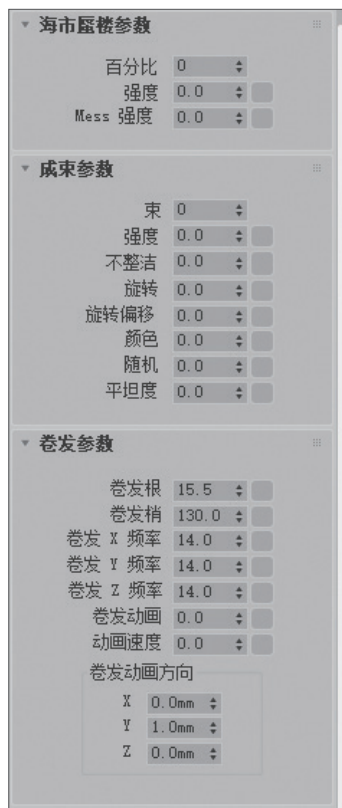 海市蜃楼参数
百分比 0
强度 0.0
Mess 强度 0.0
成束参数
束 0
强度 0.0
不整洁 0.0
旋转 0.0
旋转偏移 0.0
颜色 0.0
随机 0.0
平坦度 0.0
卷发参数
卷发根 15.5
卷发梢 130.0
卷发 X 频率 14.0
卷发 Y 频率 14.0
卷发 Z 频率 14.0
卷发动画 0.0
动画速度 0.0
卷发动画方向
X 0.0mm
Y 1.0mm
Z 0.0mm